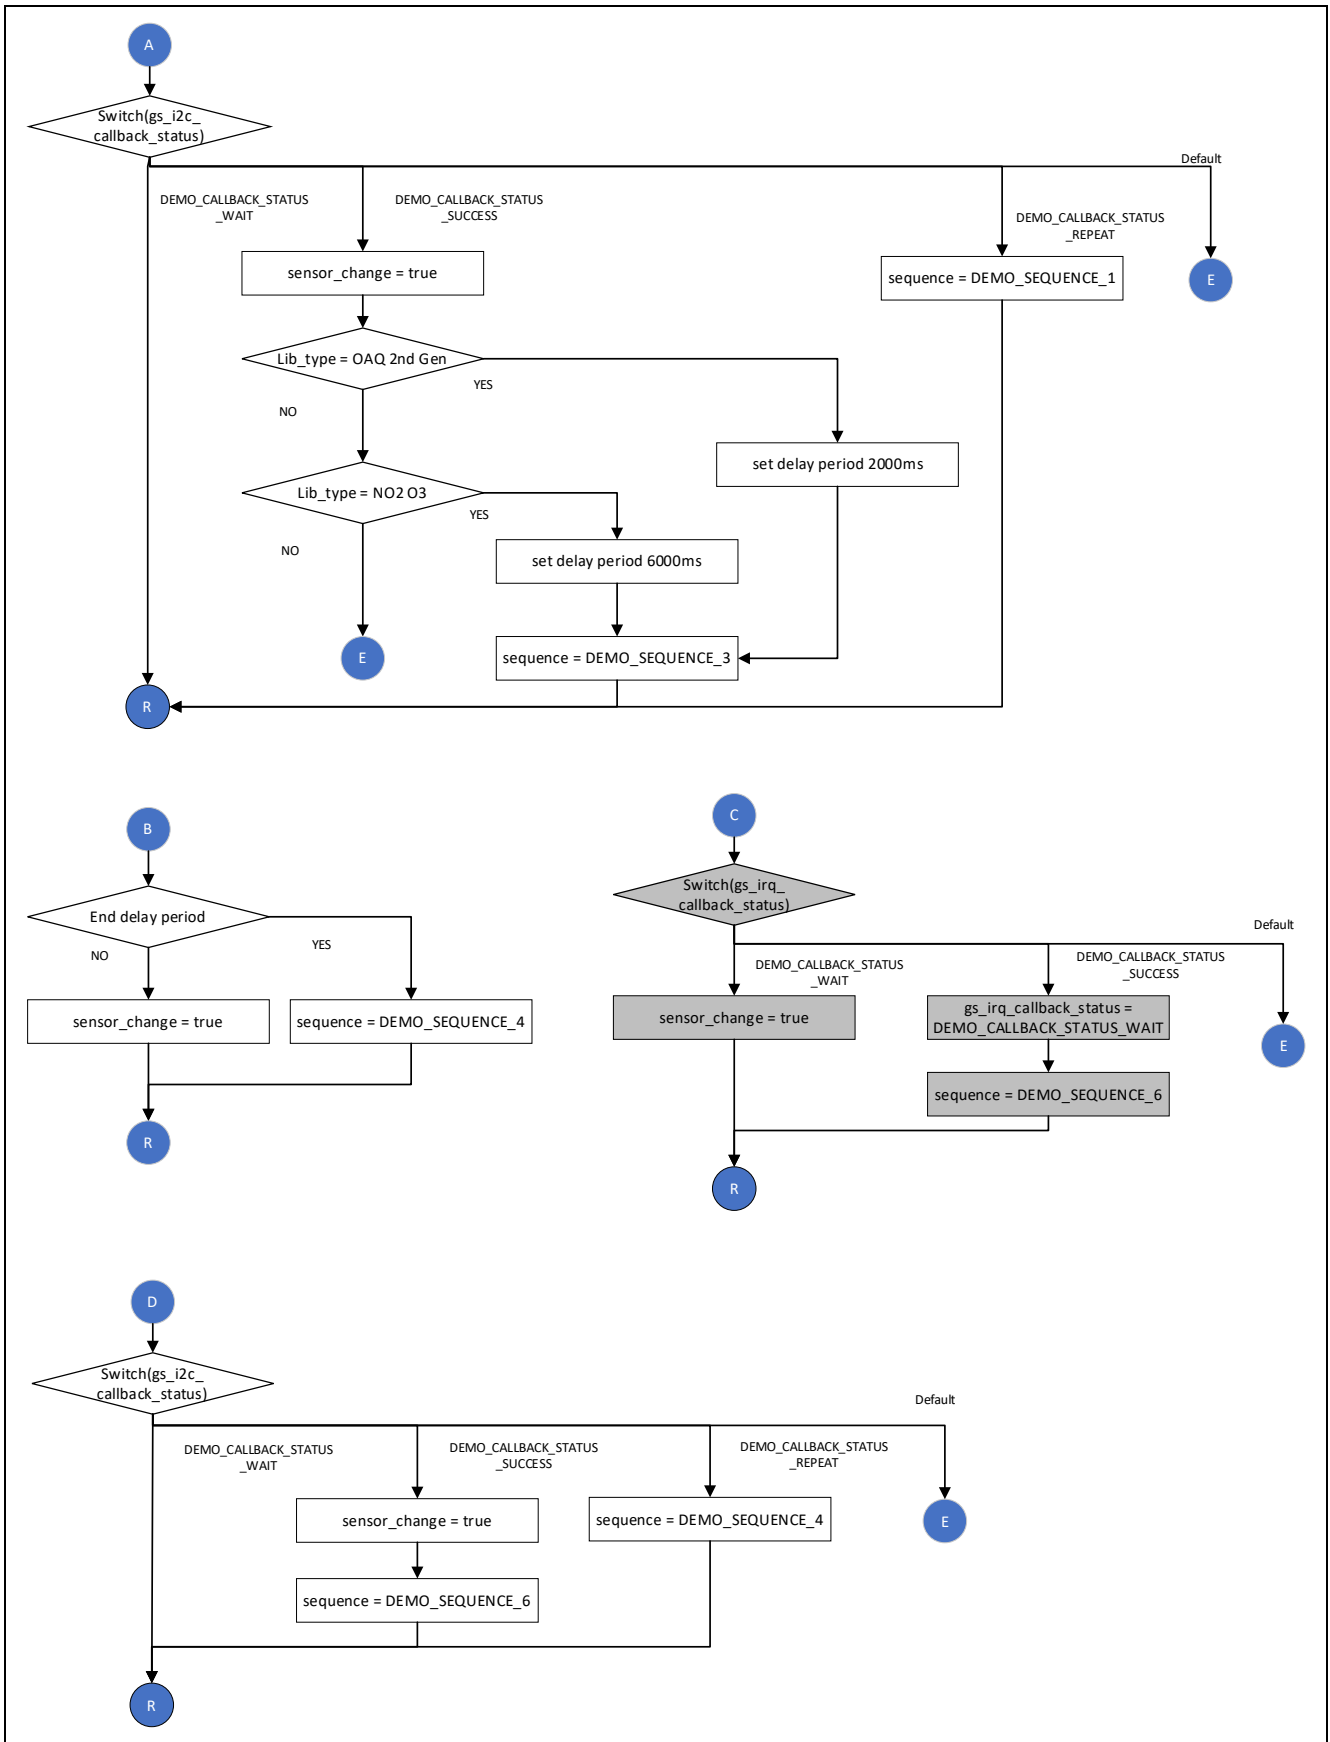 A
Switch(gs_i2c_
callback_status)
Default
DEMO_CALLBACK_STATUS
_WAIT
DEMO_CALLBACK_STATUS
_SUCCESS
DEMO_CALLBACK_STATUS
_REPEAT
sensor_change = true
sequence = DEMO_SEQUENCE_1
E
Lib_type = OAQ 2nd Gen
YES
NO
set delay period 2000ms
Lib_type = NO2 O3
YES
NO
set delay period 6000ms
E
sequence = DEMO_SEQUENCE_3
R
B
End delay period
YES
NO
sensor_change = true
sequence = DEMO_SEQUENCE_4
R
C
Switch(gs_irq_
callback_status)
Default
DEMO_CALLBACK_STATUS
_WAIT
DEMO_CALLBACK_STATUS
_SUCCESS
sensor_change = true
gs_irq_callback_status =
DEMO_CALLBACK_STATUS_WAIT
E
sequence = DEMO_SEQUENCE_6
R
D
Switch(gs_i2c_
callback_status)
Default
DEMO_CALLBACK_STATUS
_WAIT
DEMO_CALLBACK_STATUS
_SUCCESS
DEMO_CALLBACK_STATUS
_REPEAT
sensor_change = true
sequence = DEMO_SEQUENCE_4
E
sequence = DEMO_SEQUENCE_6
R